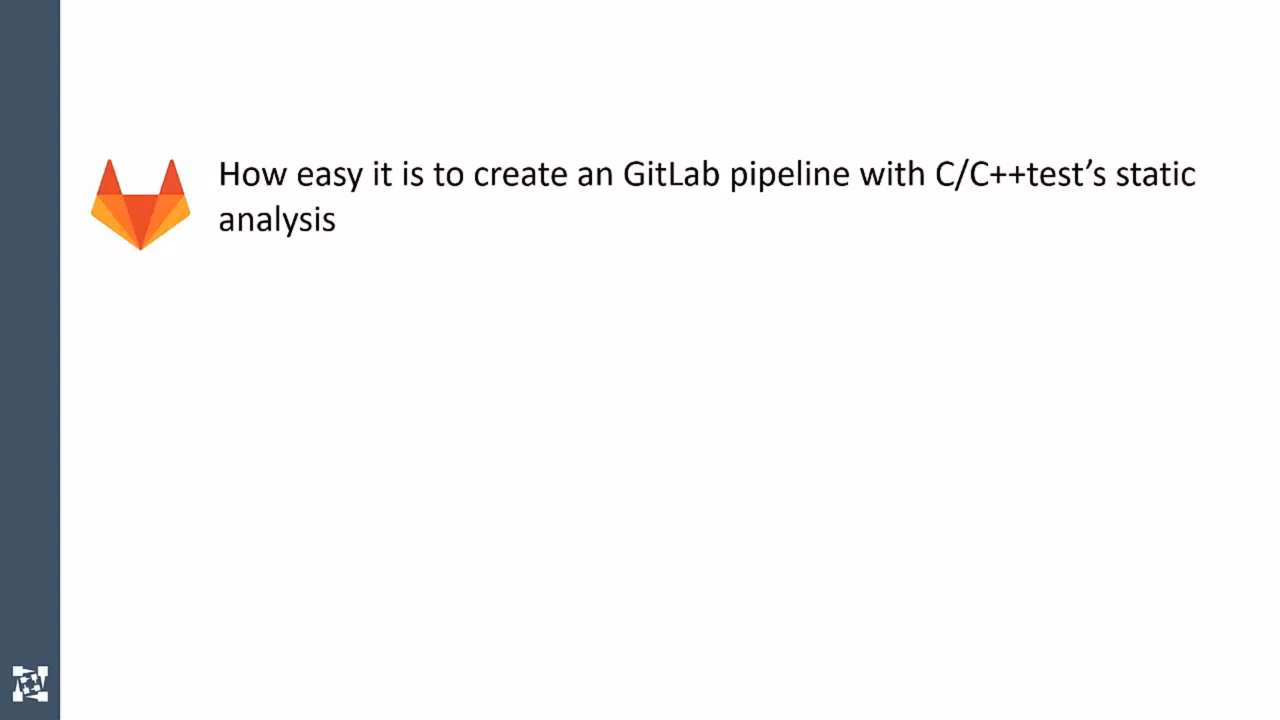 How easy it is to create an GitLab pipeline with C/C++test’s static
analysis